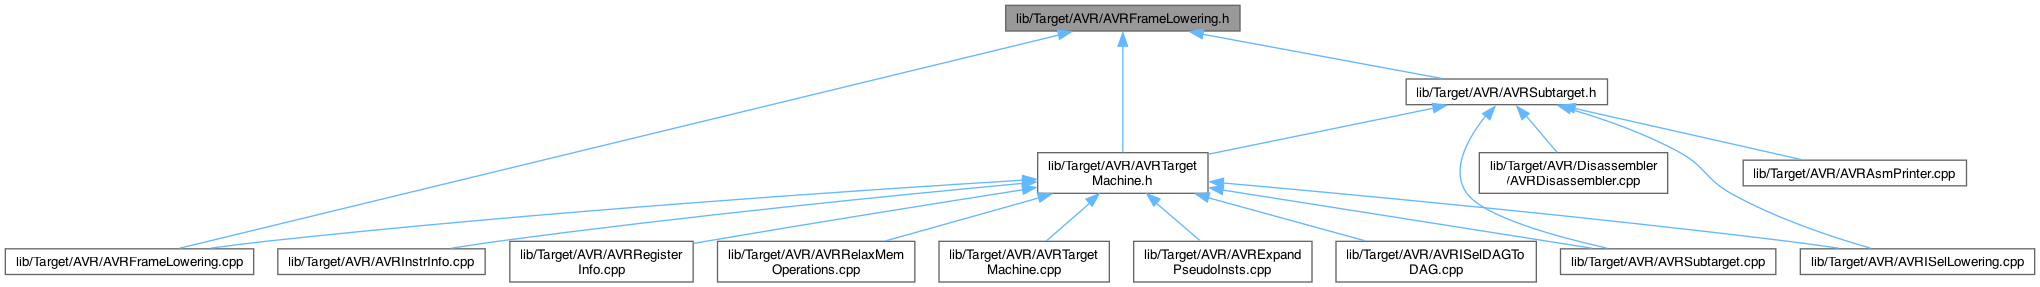 lib/Target/AVR/AVRFrameLowering.h
lib/Target/AVR/AVRSubtarget.h
lib/Target/AVR/AVRTarget
Machine.h
lib/Target/AVR/Disassembler
/AVRDisassembler.cpp
lib/Target/AVR/AVRAsmPrinter.cpp
lib/Target/AVR/AVRFrameLowering.cpp
lib/Target/AVR/AVRInstrInfo.cpp
lib/Target/AVR/AVRRegister
Info.cpp
lib/Target/AVR/AVRRelaxMem
Operations.cpp
lib/Target/AVR/AVRTarget
Machine.cpp
lib/Target/AVR/AVRExpand
PseudoInsts.cpp
lib/Target/AVR/AVRISelDAGTo
DAG.cpp
lib/Target/AVR/AVRSubtarget.cpp
lib/Target/AVR/AVRISelLowering.cpp